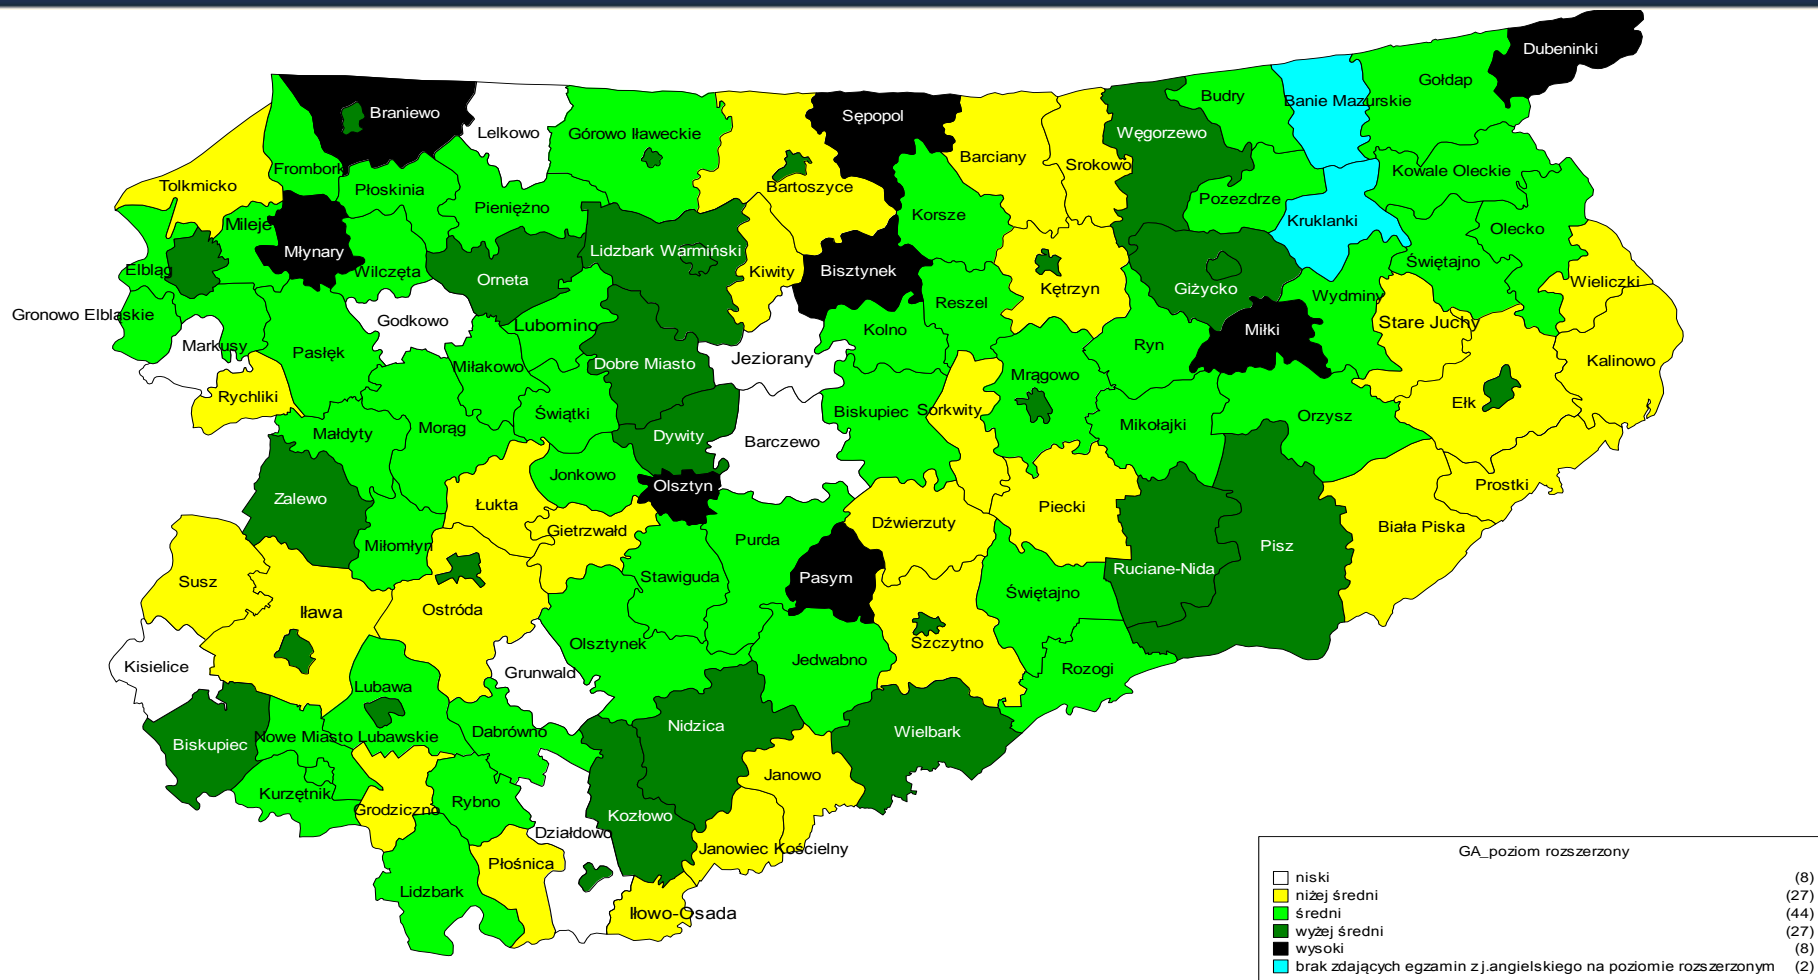 Dubeninki
Gołdap
Budry
Banie Mazurskie
Braniewo
Sępopol
Lelkowo
Górowo Iławeckie
Węgorzewo
Barciany
Srokowo
Frombork
Kowale Oleckie
Tolkmicko
Płoskinia
Bartoszyce
Pozezdrze
Pieniężno
Korsze
Kruklanki
Mileje
Olecko
Młynary
Lidzbark Warmiński
Elbląg
Wilczęta
Kiwity
Bisztynek
Świętajno
Orneta
Kętrzyn
Giżycko
Wieliczki
Wydminy
Reszel
Gronowo Elbląskie
Godkowo
Lubomino
Kolno
Miłki
Stare Juchy
Markusy
Pasłęk
Jeziorany
Ryn
Miłakowo
Dobre Miasto
Kalinowo
Mrągowo
Rychliki
Świątki
Biskupiec
Sorkwity
Ełk
Orzysz
Małdyty
Morąg
Dywity
Barczewo
Mikołajki
Jonkowo
Olsztyn
Prostki
Zalewo
Łukta
Piecki
Gietrzwałd
Dźwierzuty
Biała Piska
Miłomłyn
Purda
Pisz
Susz
Stawiguda
Pasym
Ruciane-Nida
Iława
Ostróda
Świętajno
Olsztynek
Szczytno
Kisielice
Grunwald
Jedwabno
Rozogi
Lubawa
Nidzica
Biskupiec
Nowe Miasto Lubawskie
Dąbrówno
Wielbark
Janowo
Kurzętnik
Grodziczno
Rybno
Kozłowo
Działdowo
Janowiec Kościelny
Płośnica
Lidzbark
Iłowo-Osada
GA_poziom rozszerzony
niski (8)
niżej średni (27)
średni (44)
wyżej średni (27)
wysoki (8)
brak zdających egzamin z j.angielskiego na poziomie rozszerzonym (2)